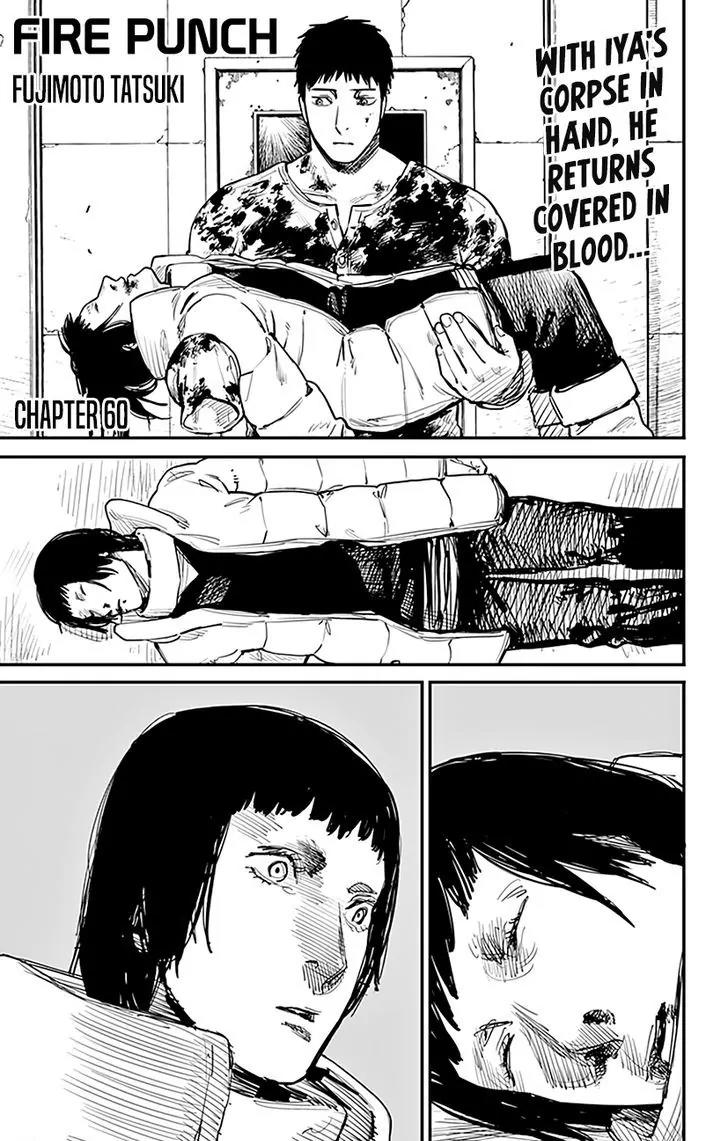 FIRE PUNCH
FUJIMOTO TATSUKI
WITH IYA'S
CORPSE IN
HAND, HE
RETURNS
COVERED IN
BLOOD...
CHAPTER 60